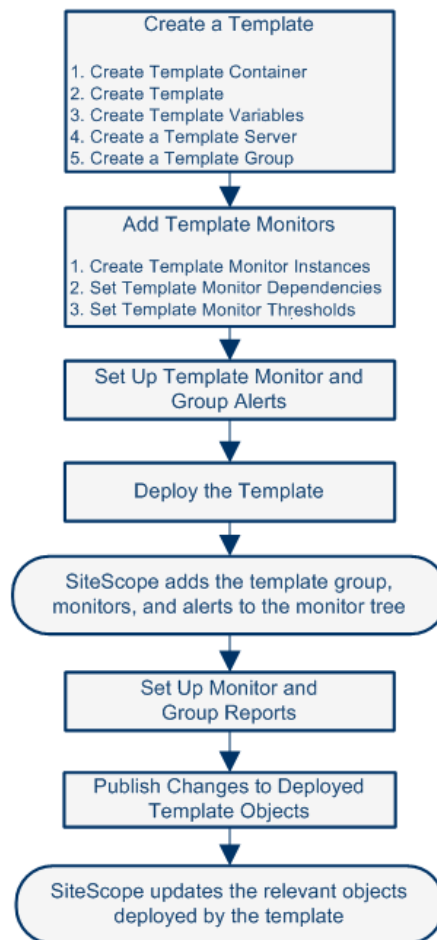 Create a Template
1. Create Template Container
2. Create Template
3. Create Template Variables
4. Create a Template Server
5. Create a Template Group
Add Template Monitors
1. Create Template Monitor Instances
2. Set Template Monitor Dependencies
3. Set Template Monitor Thresholds
Set Up Template Monitor and
Group Alerts
Deploy the Template
SiteScope adds the template group,
monitors, and alerts to the monitor tree
Set Up Monitor and
Group Reports
Publish Changes to Deployed
Template Objects
SiteScope updates the relevant objects
deployed by the template